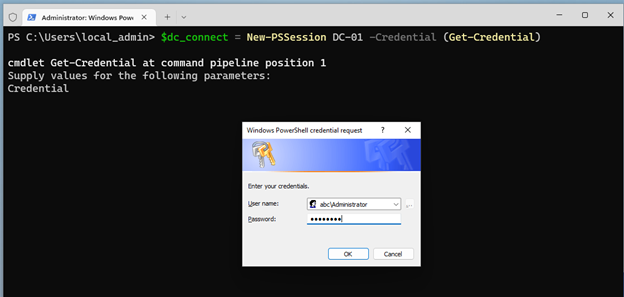 Administrator: Windows Pow
PS C:\Users\local_admin> $dc_connect = New-PSSession DC-01 -Credential (Get-Credential)
cmdlet Get-Credential at command pipeline position 1
Supply values for the following parameters:
Credential
Windows PowerShell credential request
Enter your credentials.
User name:
abc\Administrator
...
Password:
••••••••
OK
Cancel